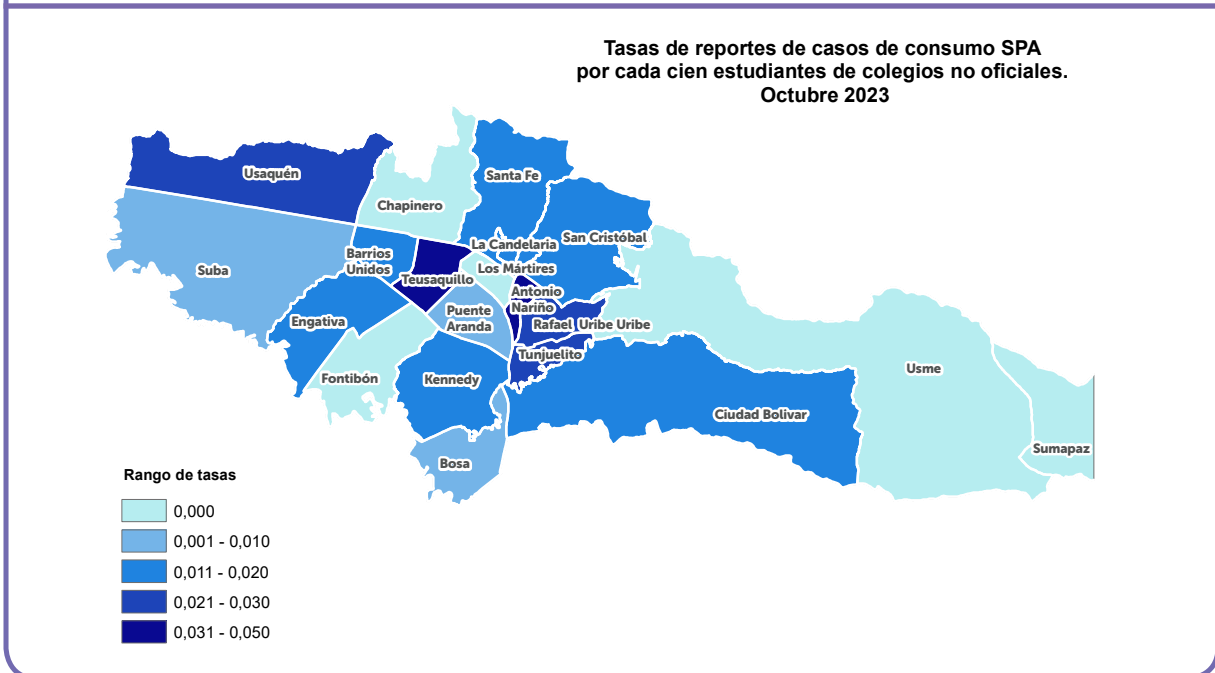 Tasas de reportes de casos de consumo SPA
por cada cien estudiantes de colegios no oficiales.
Octubre 2023
Usaquén
Chapinero
Santa Fe
Suba
Barrios
Unidos
Teusaquillo
La Candelaria
San Cristóbal
Los Mártires
Antonio
Nariño
Engativa
Puente
Aranda
Rafael Uribe Uribe
Tunjuelito
Fontibón
Kennedy
Usme
Ciudad Bolivar
Bosa
Sumapaz
Rango de tasas
0,000
0,001 - 0,010
0,011 - 0,020
0,021 - 0,030
0,031 - 0,050